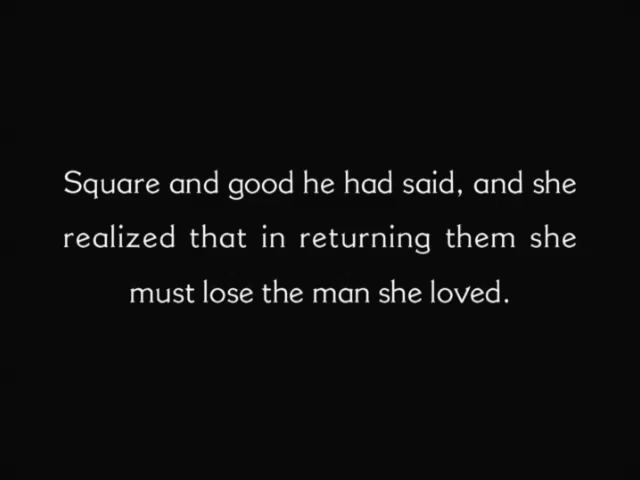 Square and good he had said, and she
realized that in returning them she
must lose the man she loved.